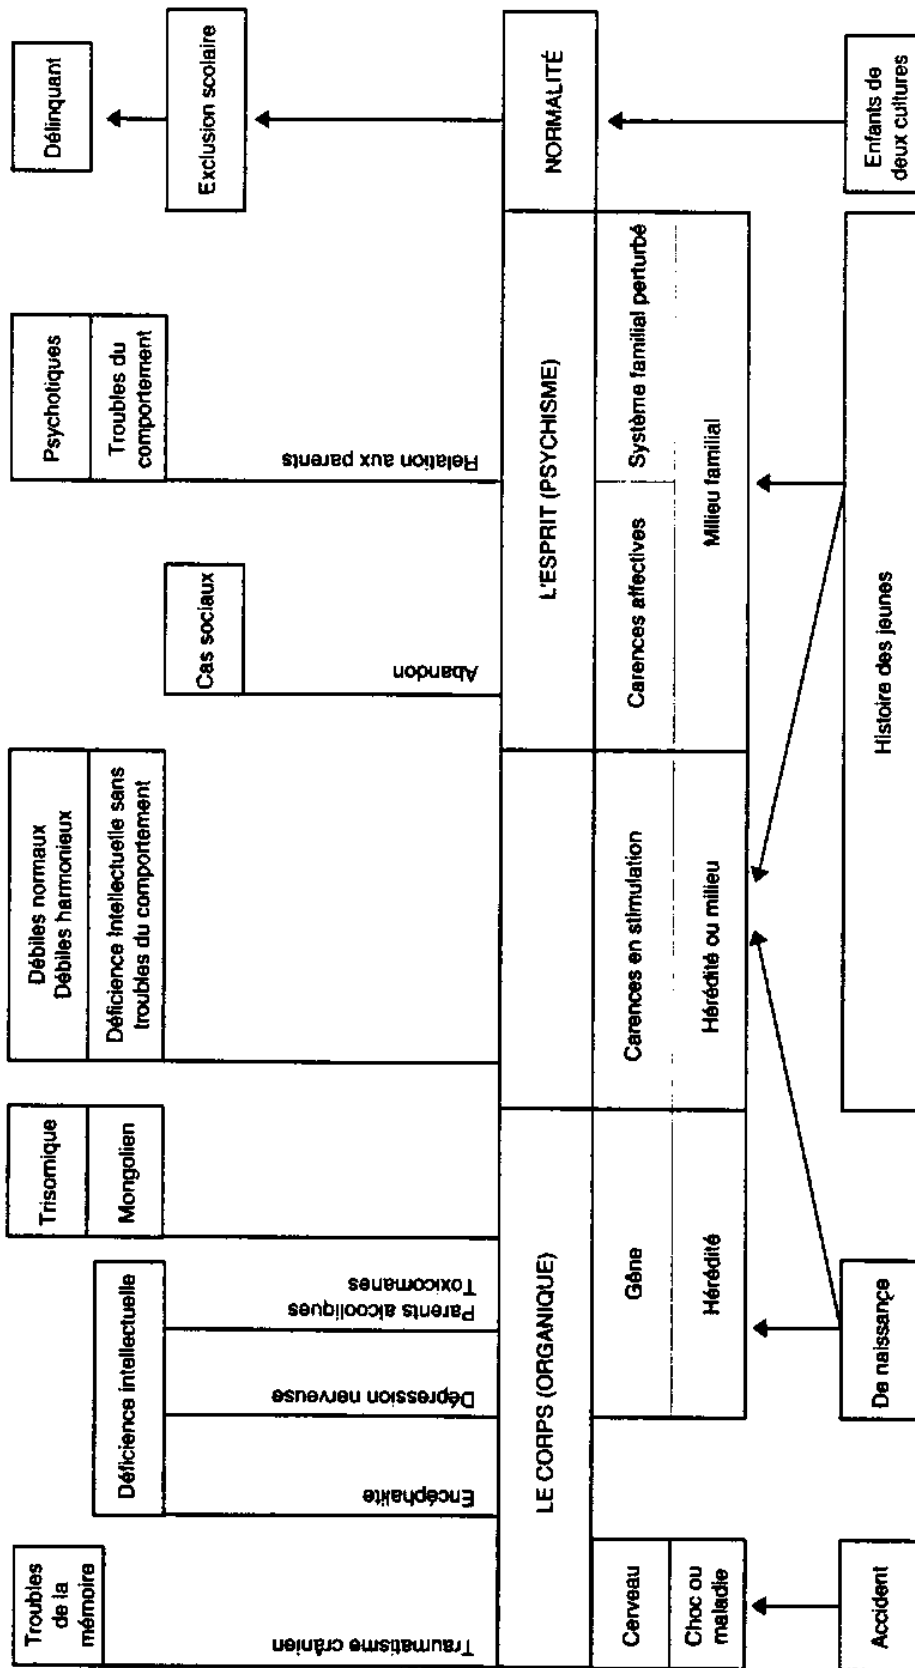 Troubles
de la
mémoire
Déficience intellectuelle
Trisomique
Mongolien
Débiles normaux
Débiles harmonieux
Déficience intellectuelle sans
troubles du comportement
Cas sociaux
Psychotiques
Troubles du
comportement
Délinquant
Exclusion scolaire
Traumatisme crânien
Encéphalite
Dépression nerveuse
Parents alcooliques
Toxicomanes
Abandon
Relation aux parents
LE CORPS (ORGANIQUE)
L'ESPRIT (PSYCHISME)
NORMALITÉ
Cerveau
Choc ou
maladie
Gêne
Hérédité
Carences en stimulation
Hérédité ou milieu
Carences affectives
Système familial perturbé
Milieu familial
Accident
De naissance
Histoire des jeunes
Enfants de
deux cultures